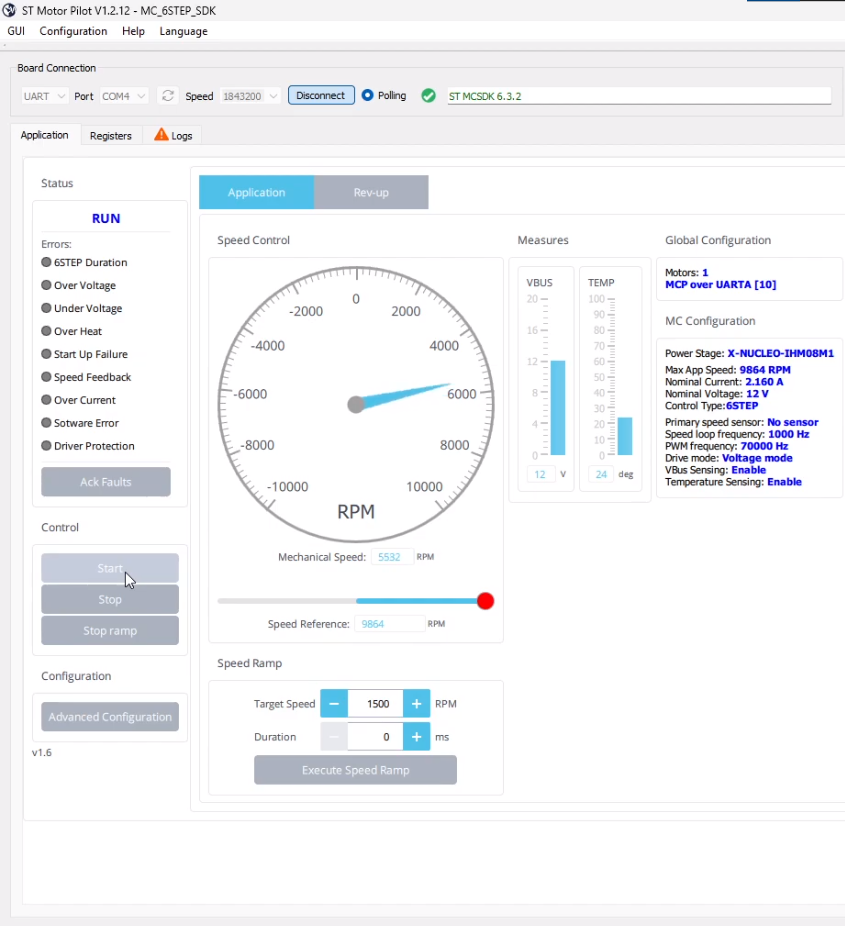 ST Motor Pilot V1.2.12 - MC_6STEP_SDK
GUI Configuration Help Language
Board Connection
UART Port COM4 Speed 1843200 Disconnect Polling ST MCSDK 6.3.2
Application Registers Logs
Status
RUN
Errors:
6STEP Duration
Over Voltage
Under Voltage
Over Heat
Start Up Failure
Speed Feedback
Over Current
Sotware Error
Driver Protection
Ack Faults
Control
Start
Stop
Stop ramp
Configuration
Advanced Configuration
v1.6
Application Rev-up
Speed Control
0
-2000 2000
-4000 4000
-6000 6000
-8000 8000
-10000 10000
RPM
Mechanical Speed: 5532 RPM
Speed Reference: 9864 RPM
Speed Ramp
Target Speed − 1500 + RPM
Duration − 0 + ms
Execute Speed Ramp
Measures
VBUS
20
16
12
8
4
0
12 V
TEMP
100
90
80
70
60
50
40
30
20
10
0
24 deg
Global Configuration
Motors: 1
MCP over UARTA [10]
MC Configuration
Power Stage: X-NUCLEO-IHM08M1
Max App Speed: 9864 RPM
Nominal Current: 2.160 A
Nominal Voltage: 12 V
Control Type:6STEP
Primary speed sensor: No sensor
Speed loop frequency: 1000 Hz
PWM frequency: 70000 Hz
Drive mode: Voltage mode
VBus Sensing: Enable
Temperature Sensing: Enable